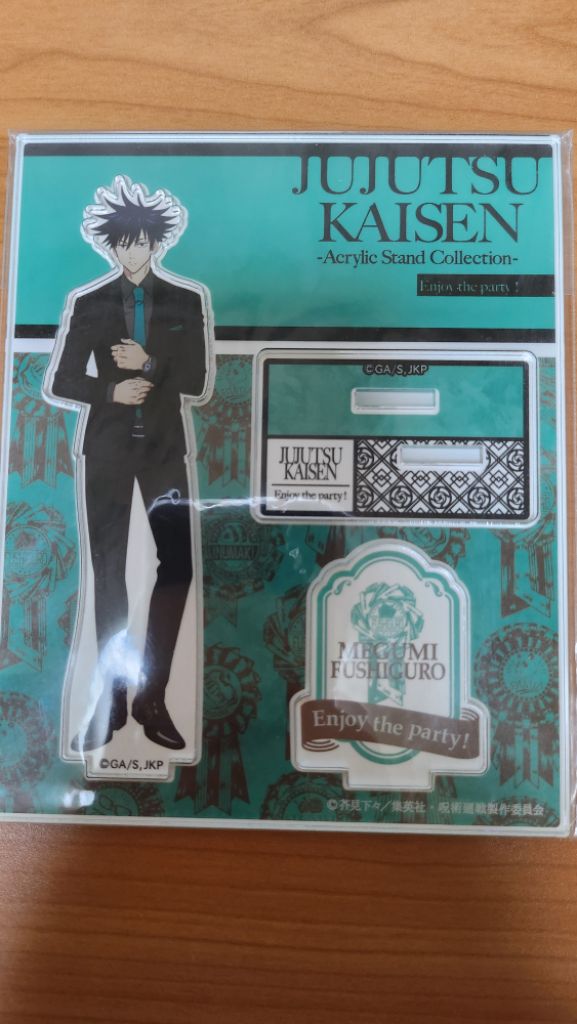 JUJUTSU
KAISEN
-Acrylic Stand Collection-
Enjoy the party!
©GA/S,JKP
JUJUTSU
KAISEN
Enjoy the party!
MEGUMI
FUSHIGURO
Enjoy the party!
©GA/S,JKP
©芥見下々／集英社・呪術廻戦製作委員会